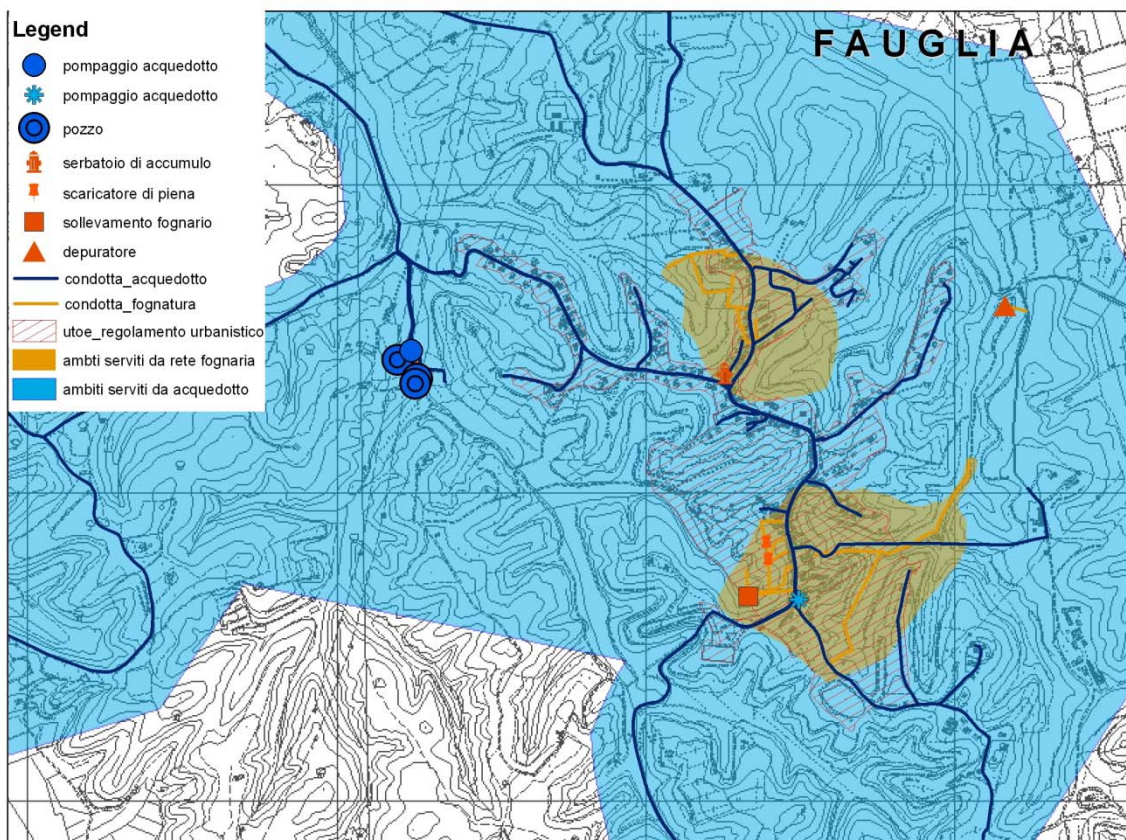 FAUGLIA
Legend
pompaggio acquedotto
pompaggio acquedotto
pozzo
serbatoio di accumulo
scaricatore di piena
sollevamento fognario
depuratore
condotta_acquedotto
condotta_fognatura
utoe_regolamento urbanistico
ambti serviti da rete fognaria
ambiti serviti da acquedotto